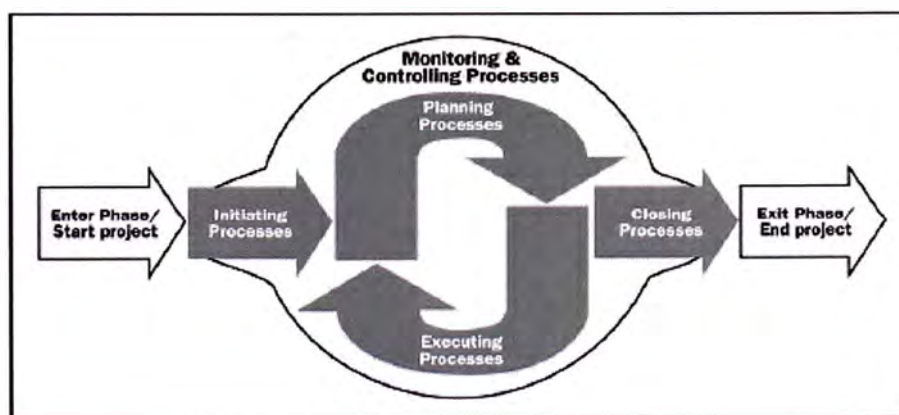 Monitoring &
Controlling Processes
Planning
Processes
Enter Phase/
Start project
Initiating
Processes
Closing
Processes
Exit Phase/
End project
Executing
Processes